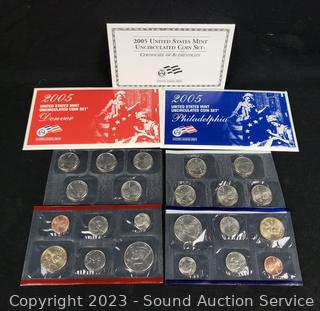 2005 UNITED STATES MINT
UNCIRCULATED COIN SET
CERTIFICATE OF AUTHENTICITY
2005
UNITED STATES MINT
UNCIRCULATED COIN SET
Denver
2005
UNITED STATES MINT
UNCIRCULATED COIN SET
Philadelphia
Copyright 2023 - Sound Auction Service